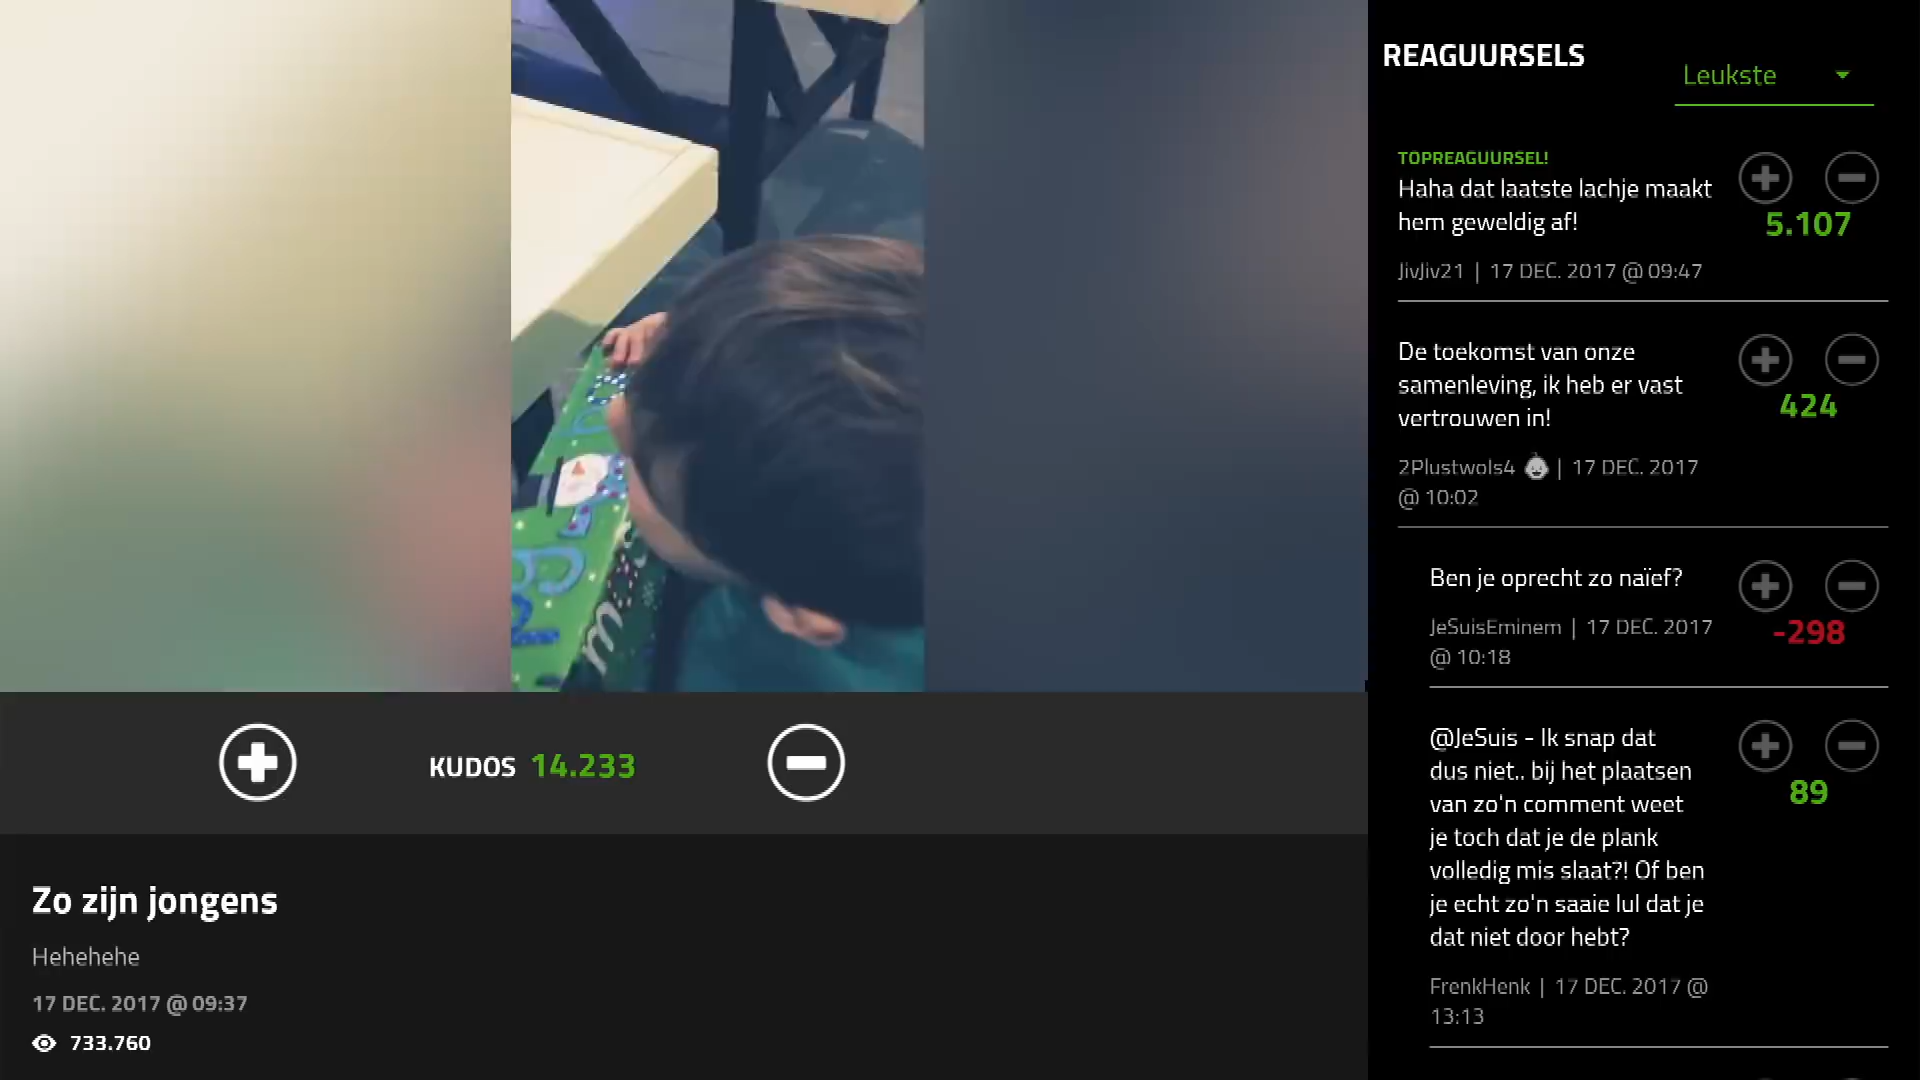 REAGUURSELS
Leukste
TOPREAGUURSEL!
Haha dat laatste lachje maakt
hem geweldig af!
5.107
JivJiv21 | 17 DEC. 2017 @ 09:47
De toekomst van onze
samenleving, ik heb er vast
vertrouwen in!
424
2Plustwols4 | 17 DEC. 2017
@ 10:02
Ben je oprecht zo naïef?
-298
JeSuisEminem | 17 DEC. 2017
@ 10:18
@JeSuis - Ik snap dat
dus niet.. bij het plaatsen
van zo'n comment weet
je toch dat je de plank
volledig mis slaat?! Of ben
je echt zo'n saaie lul dat je
dat niet door hebt?
89
FrenkHenk | 17 DEC. 2017 @
13:13
KUDOS 14.233
Zo zijn jongens
Hehehehe
17 DEC. 2017 @ 09:37
733.760